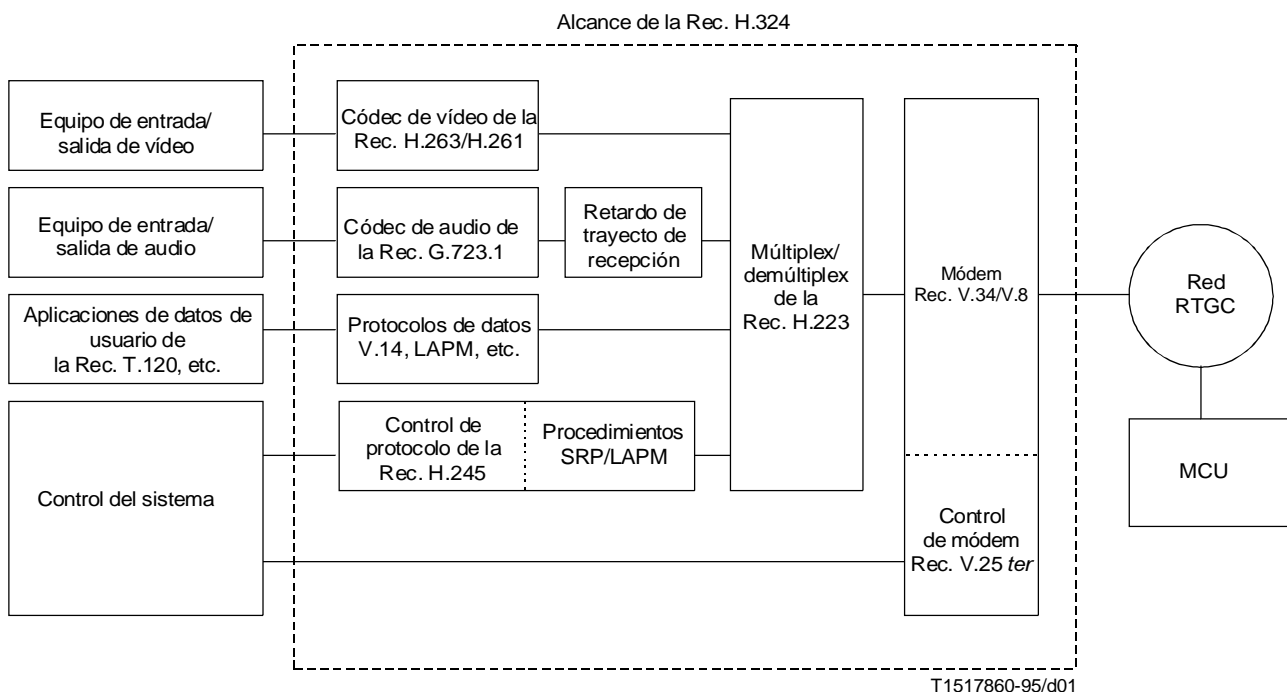 Alcance de la Rec. H.324
Equipo de entrada/
salida de vídeo
Códec de vídeo de la
Rec. H.263/H.261
Equipo de entrada/
salida de audio
Códec de audio de
la Rec. G.723.1
Retardo de
trayecto de
recepción
Aplicaciones de datos de
usuario de
la Rec. T.120, etc.
Protocolos de datos
V.14, LAPM, etc.
Control del sistema
Control de
protocolo de la
Rec. H.245
Procedimientos
SRP/LAPM
Múltiplex/
demúltiplex
de la
Rec. H.223
Módem
Rec. V.34/V.8
Control
de módem
Rec. V.25 ter
Red
RTGC
MCU
T1517860-95/d01